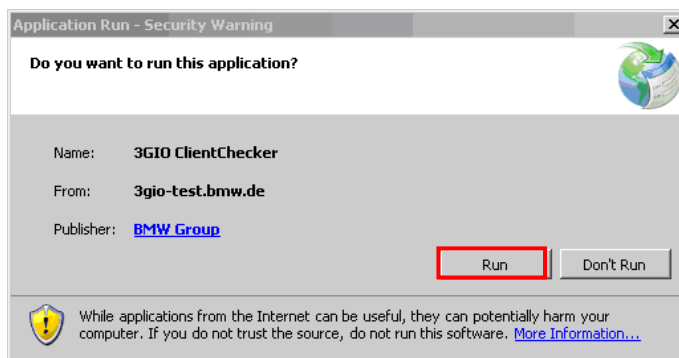 Application Run - Security Warning
Do you want to run this application?
Name: 3GIO ClientChecker
From: 3gio-test.bmw.de
Publisher: BMW Group
Run Don't Run
While applications from the Internet can be useful, they can potentially harm your
computer. If you do not trust the source, do not run this software. More Information...